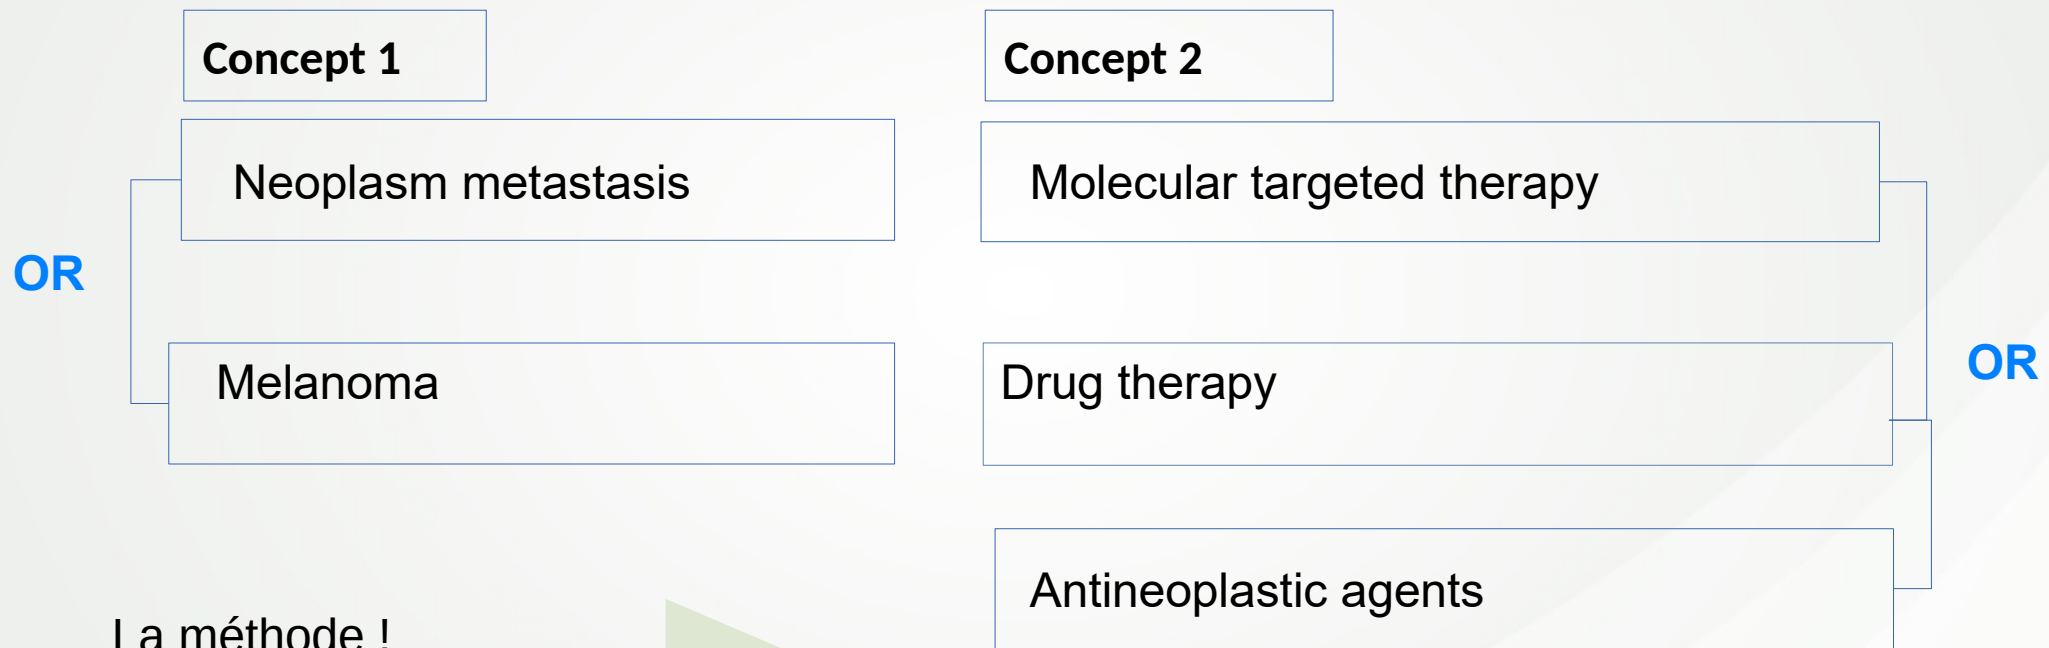 Concept 1
Concept 2
Neoplasm metastasis
Molecular targeted therapy
OR
Melanoma
Drug therapy
OR
Antineoplastic agents
La méthode !